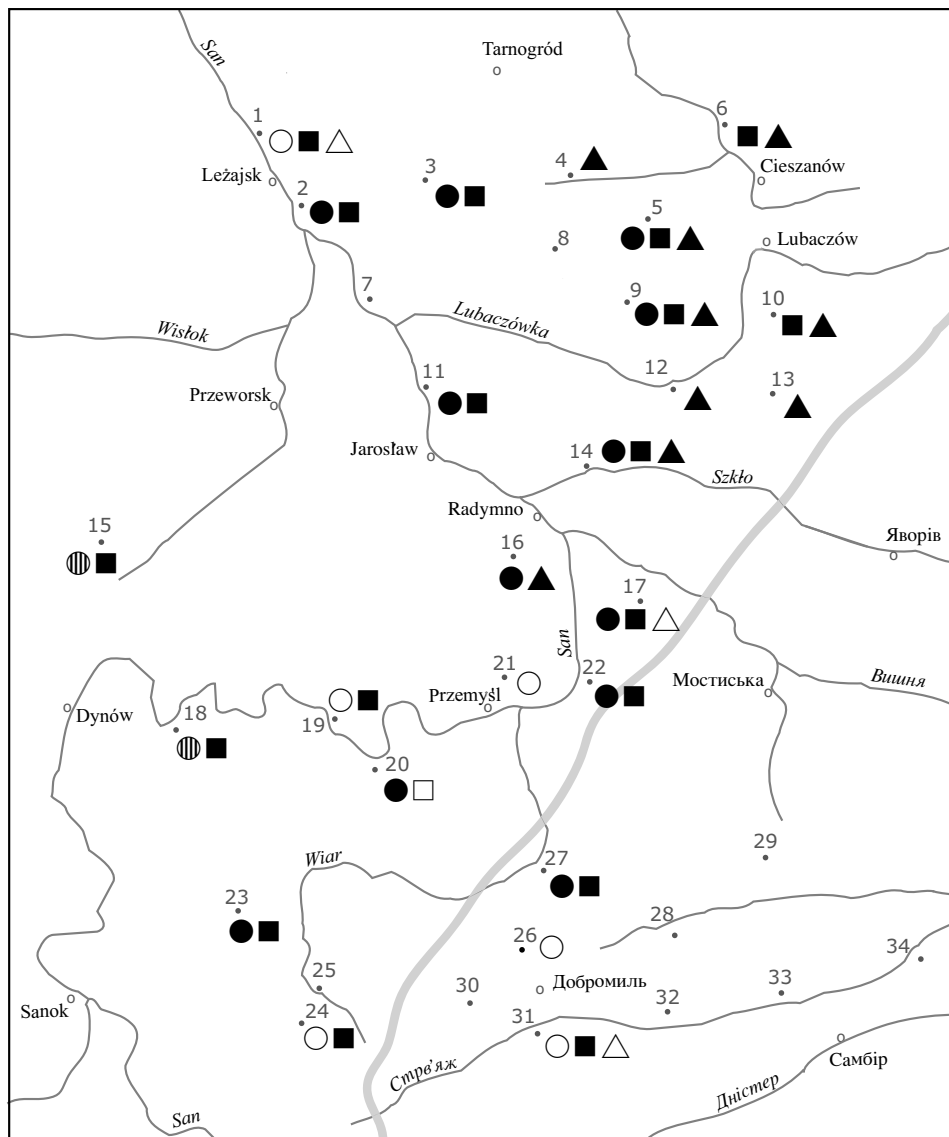 San
Tarnogród
1
6
Leżajsk
3
4
Cieszanów
2
5
8
Lubaczów
7
9
10
Wisłok
Lubaczówka
11
12
13
Przeworsk
Jarosław
14
Szkło
Radymno
15
16
Яворів
17
San
21
22
Мостиська
Вишня
Dynów
18
19
Przemyśl
20
Wiar
27
29
23
26
28
34
25
Добромиль
33
Sanok
30
32
24
31
Самбір
Стрв'яж
Дністер
San